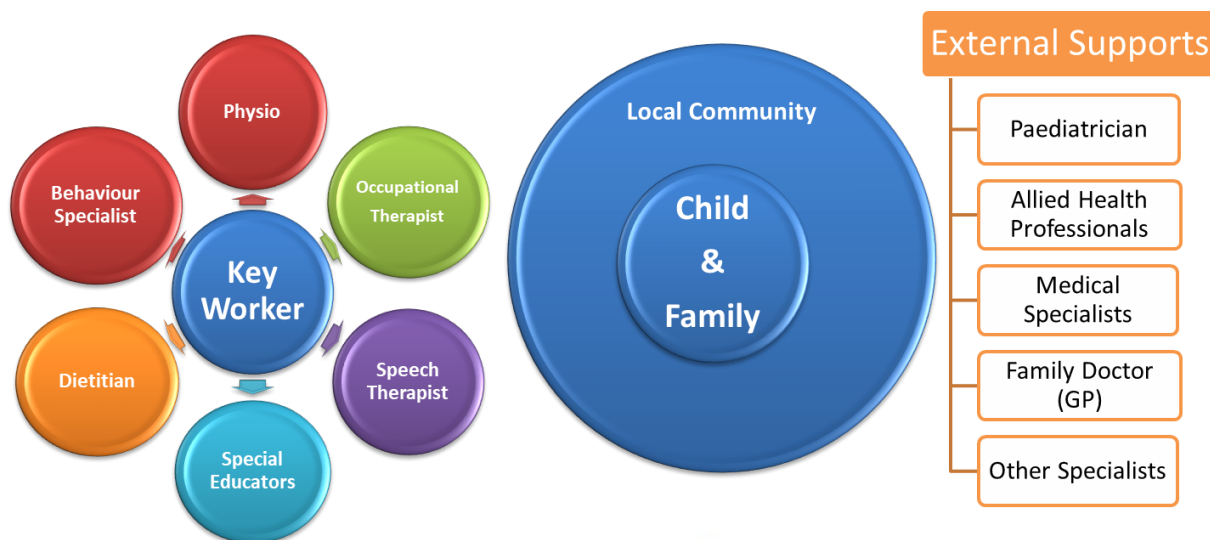 Physio
Behaviour
Specialist
Occupational
Therapist
Key
Worker
Dietitian
Speech
Therapist
Special
Educators
Local Community
Child
&
Family
External Supports
Paediatrician
Allied Health
Professionals
Medical
Specialists
Family Doctor
(GP)
Other Specialists